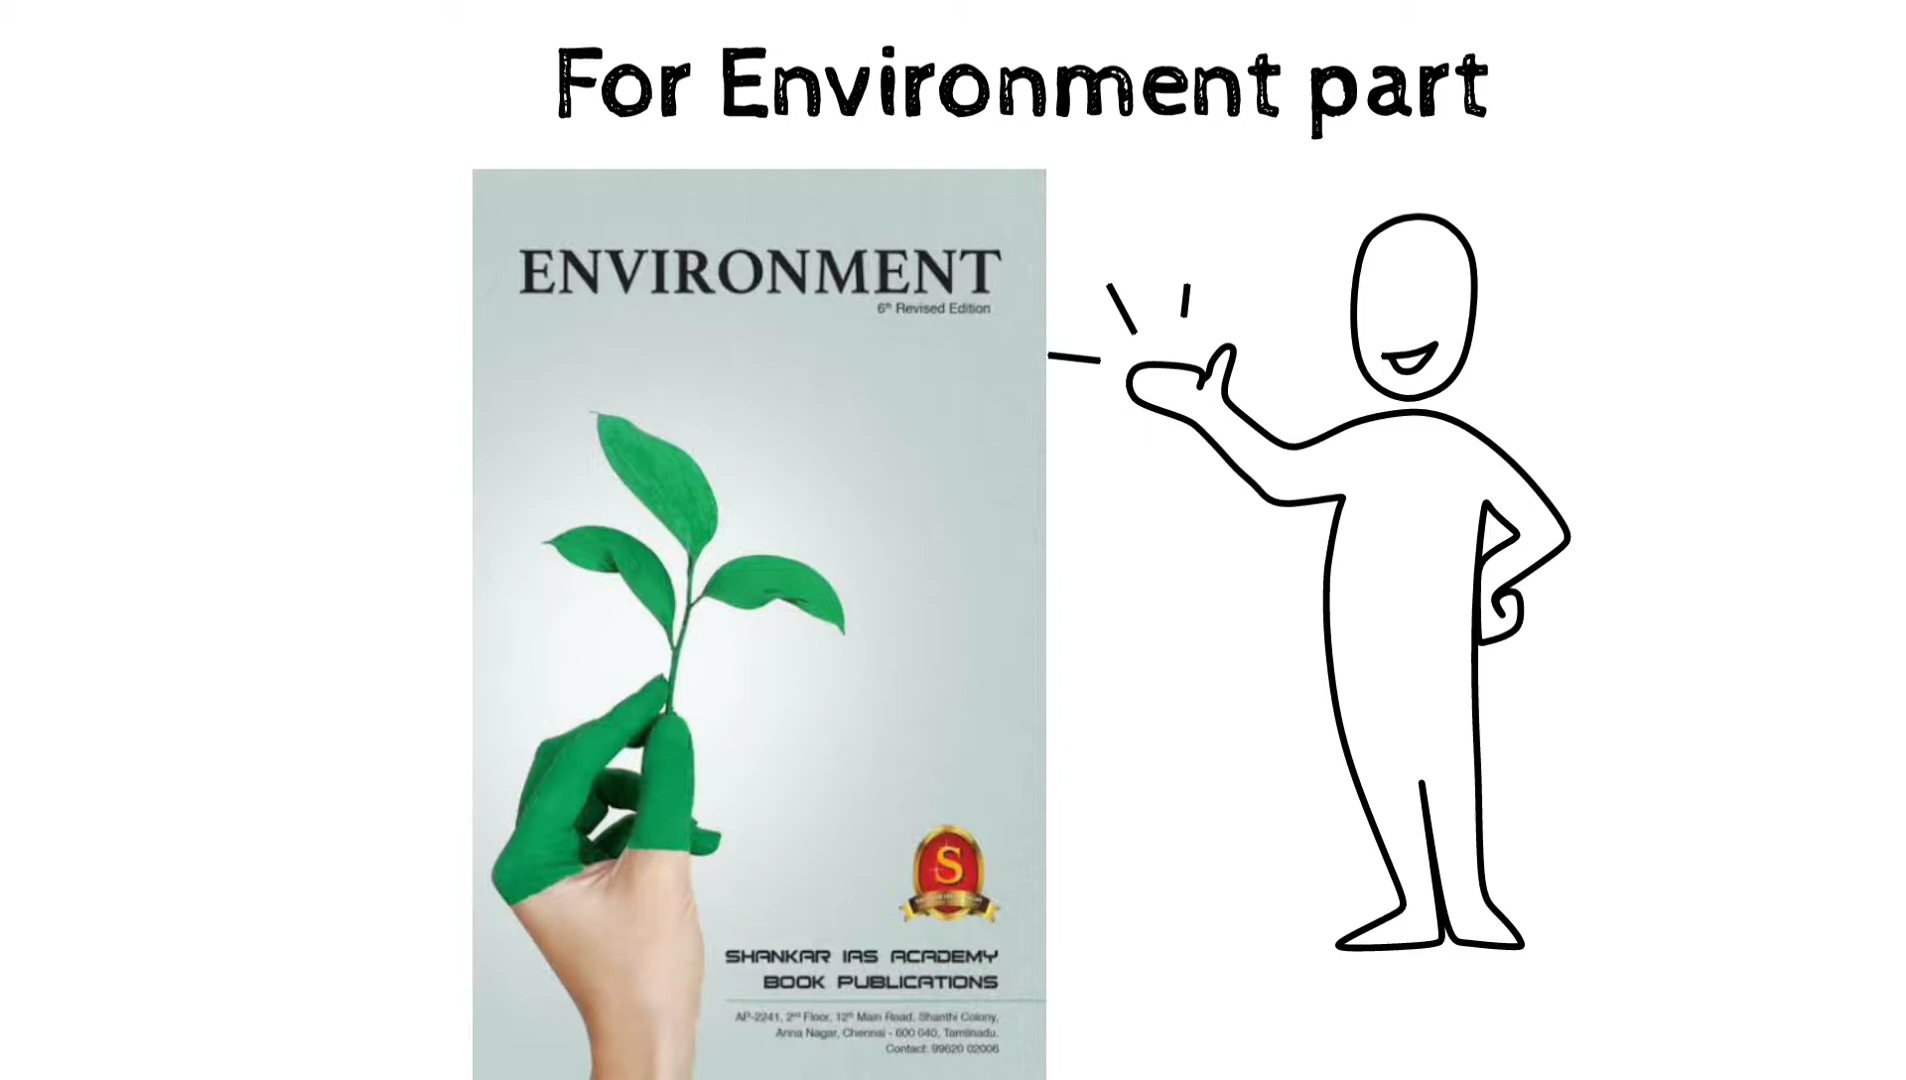 For Environment part
ENVIRONMENT
6th Revised Edition
S
SHANKAR IAS ACADEMY
BOOK PUBLICATIONS
AP-2241, 2nd Floor, 12th Main Road, Shanthi Colony,
Anna Nagar, Chennai - 600 040, Tamilnadu.
Contact: 99620 02006